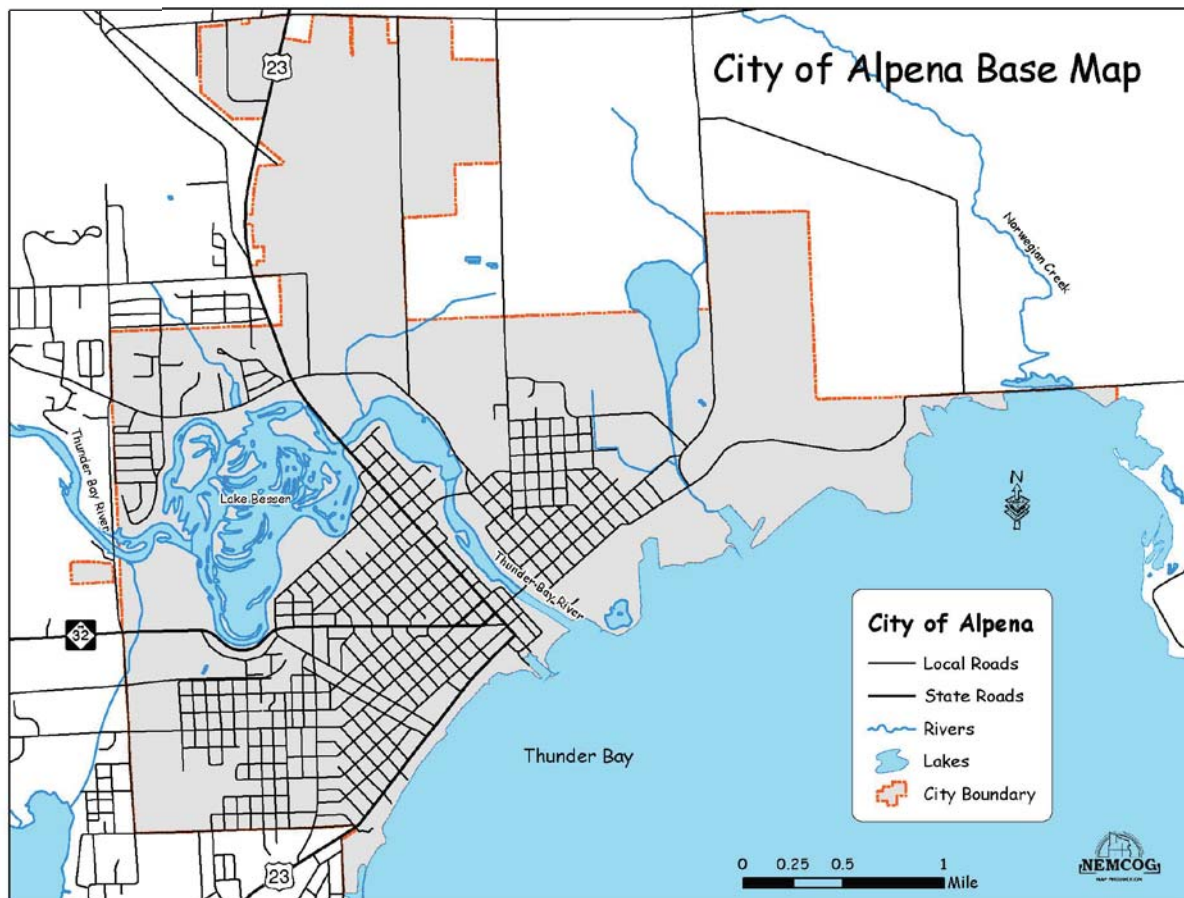 City of Alpena Base Map
23
Norwegian Creek
Thunder Bay River
Lake Bessen
Thunder Bay River
N
32
Thunder Bay
City of Alpena
Local Roads
State Roads
Rivers
Lakes
City Boundary
23
0 0.25 0.5 1
Mile
NEMCOG